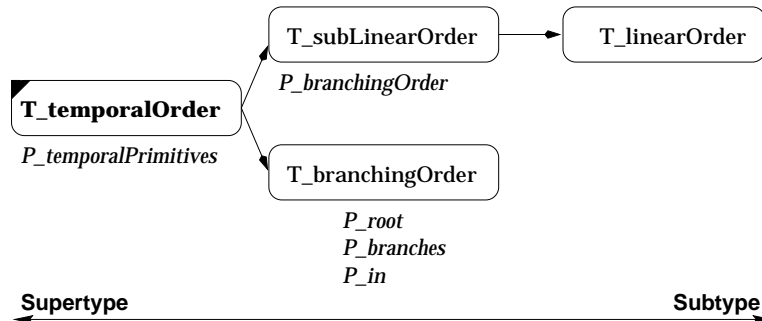 T_subLinearOrder
T_linearOrder
P_branchingOrder
T_temporalOrder
P_temporalPrimitives
T_branchingOrder
P_root
P_branches
P_in
Supertype
Subtype